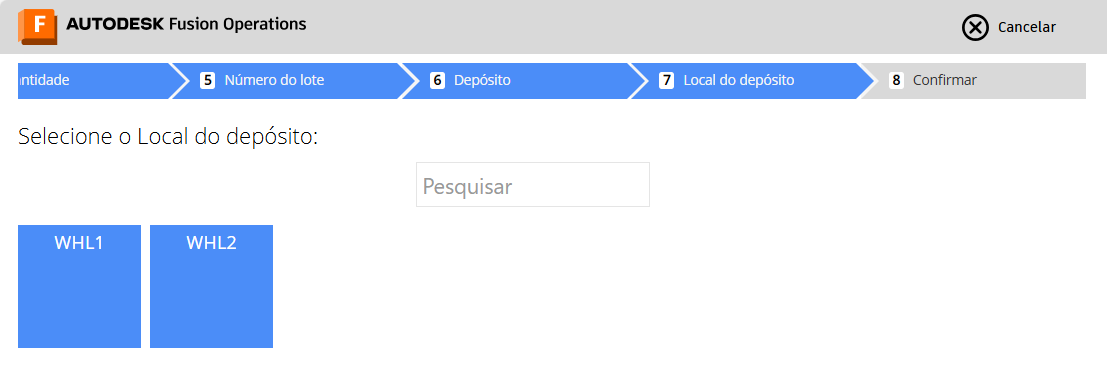 F AUTODESK Fusion Operations
Cancelar
antidade
5 Número do lote
6 Depósito
7 Local do depósito
8 Confirmar
Selecione o Local do depósito:
Pesquisar
WHL1
WHL2